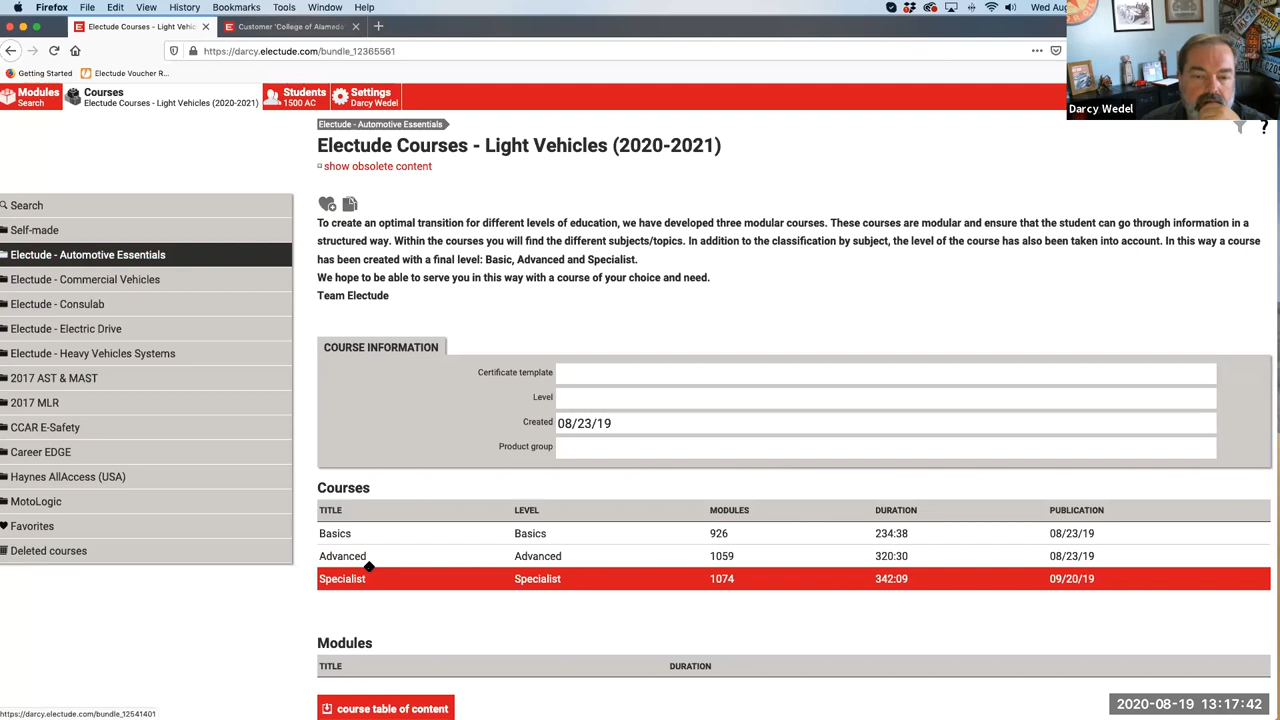 Firefox File Edit View History Bookmarks Tools Window Help Wed Aug
Electude Courses - Light Vehic
Customer 'College of Alameda'
https://darcy.electude.com/bundle_12365561
Getting Started Electude Voucher R...
Modules
Search
Courses
Electude Courses - Light Vehicles (2020-2021)
Students
1500 AC
Settings
Darcy Wedel
Darcy Wedel
Electude - Automotive Essentials
?
Electude Courses - Light Vehicles (2020-2021)
show obsolete content
Search
Self-made
Electude - Automotive Essentials
Electude - Commercial Vehicles
Electude - Consulab
Electude - Electric Drive
Electude - Heavy Vehicles Systems
2017 AST & MAST
2017 MLR
CCAR E-Safety
Career EDGE
Haynes AllAccess (USA)
MotoLogic
Favorites
Deleted courses
To create an optimal transition for different levels of education, we have developed three modular courses. These courses are modular and ensure that the student can go through information in a
structured way. Within the courses you will find the different subjects/topics. In addition to the classification by subject, the level of the course has also been taken into account. In this way a course
has been created with a final level: Basic, Advanced and Specialist.
We hope to be able to serve you in this way with a course of your choice and need.
Team Electude
COURSE INFORMATION
Certificate template
Level
Created 08/23/19
Product group
Courses
TITLE LEVEL MODULES DURATION PUBLICATION
Basics Basics 926 234:38 08/23/19
Advanced Advanced 1059 320:30 08/23/19
Specialist Specialist 1074 342:09 09/20/19
Modules
TITLE DURATION
course table of content
https://darcy.electude.com/bundle_12541401
2020-08-19 13:17:42